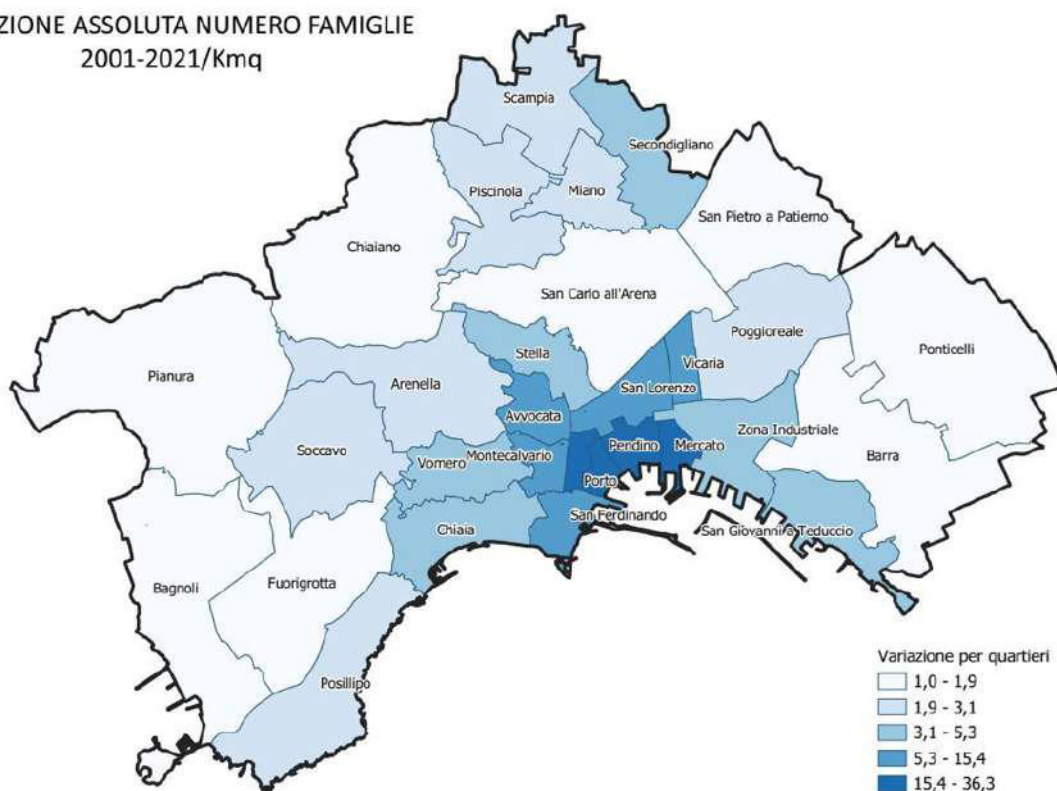 ZIONE ASSOLUTA NUMERO FAMIGLIE
2001-2021/Kmq
Scampia
Secondigliano
Piscinola
Miano
San Pietro a Patierno
Chiaiano
San Carlo all'Arena
Poggioreale
Ponticelli
Stella
Vicaria
Pianura
Arenella
San Lorenzo
Avvocata
Zona Industriale
Soccavo
Vomero
Montecalvario
Pendino
Mercato
Barra
Porto
Chiaia
San Ferdinando
San Giovanni a Teduccio
Bagnoli
Fuorigrotta
Posillipo
Variazione per quartieri
1,0 - 1,9
1,9 - 3,1
3,1 - 5,3
5,3 - 15,4
15,4 - 36,3